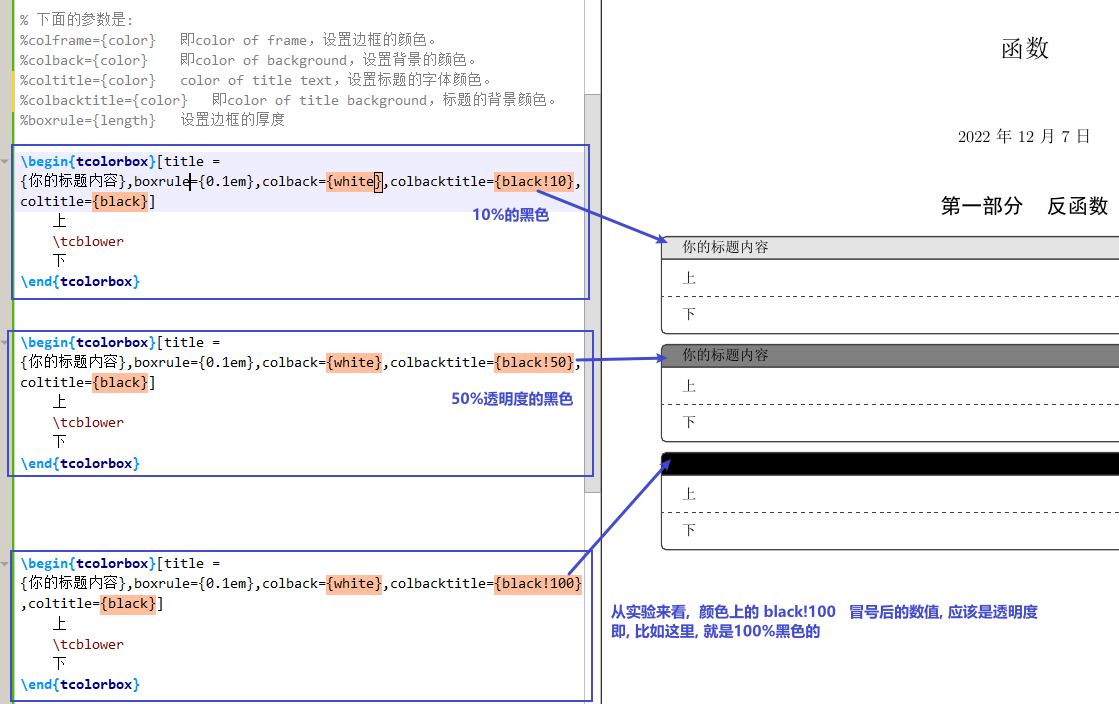 % 下面的参数是:
%colframe={color} 即color of frame，设置边框的颜色。
%colback={color} 即color of background，设置背景的颜色。
%coltitle={color} color of title text，设置标题的字体颜色。
%colbacktitle={color} 即color of title background，标题的背景颜色。
%boxrule={length} 设置边框的厚度
\begin{tcolorbox}[title =
{你的标题内容},boxrule={0.1em},colback={white},colbacktitle={black!10},
coltitle={black}]
10%的黑色
上
\tcblower
下
\end{tcolorbox}
\begin{tcolorbox}[title =
{你的标题内容},boxrule={0.1em},colback={white},colbacktitle={black!50},
coltitle={black}]
50%透明度的黑色
上
\tcblower
下
\end{tcolorbox}
\begin{tcolorbox}[title =
{你的标题内容},boxrule={0.1em},colback={white},colbacktitle={black!100}
,coltitle={black}]
上
\tcblower
下
\end{tcolorbox}
函数
2022 年 12 月 7 日
第一部分 反函数
你的标题内容
上
下
你的标题内容
上
下
上
下
从实验来看, 颜色上的 black!100 冒号后的数值, 应该是透明度
即, 比如这里, 就是100%黑色的